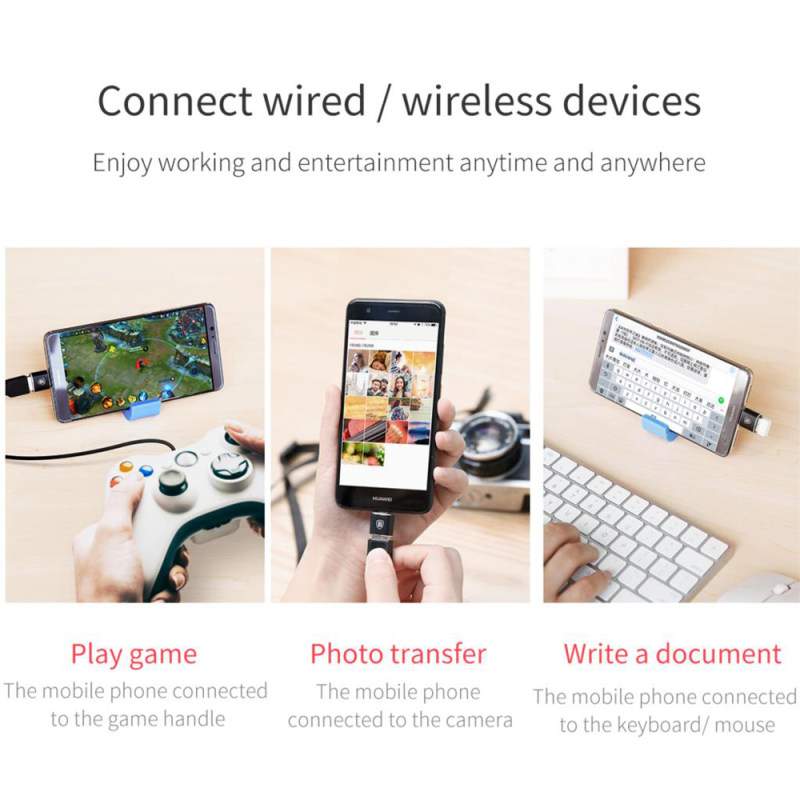 Connect wired / wireless devices
Enjoy working and entertainment anytime and anywhere
HUAWEI
Play game
Photo transfer
Write a document
The mobile phone connected
to the game handle
The mobile phone
connected to the camera
The mobile phone connected
to the keyboard/ mouse